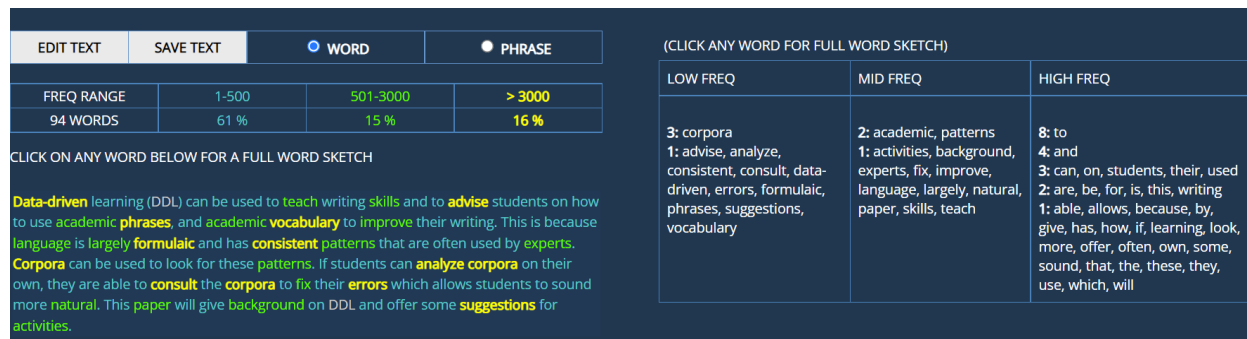 EDIT TEXT SAVE TEXT WORD PHRASE
FREQ RANGE 1-500 501-3000 > 3000
94 WORDS 61 % 15 % 16 %
CLICK ON ANY WORD BELOW FOR A FULL WORD SKETCH
Data-driven learning (DDL) can be used to teach writing skills and to advise students on how
to use academic phrases, and academic vocabulary to improve their writing. This is because
language is largely formulaic and has consistent patterns that are often used by experts.
Corpora can be used to look for these patterns. If students can analyze corpora on their
own, they are able to consult the corpora to fix their errors which allows students to sound
more natural. This paper will give background on DDL and offer some suggestions for
activities.
(CLICK ANY WORD FOR FULL WORD SKETCH)
LOW FREQ MID FREQ HIGH FREQ
3: corpora
1: advise, analyze,
consistent, consult, data-
driven, errors, formulaic,
phrases, suggestions,
vocabulary
2: academic, patterns
1: activities, background,
experts, fix, improve,
language, largely, natural,
paper, skills, teach
8: to
4: and
3: can, on, students, their, used
2: are, be, for, is, this, writing
1: able, allows, because, by,
give, has, how, if, learning, look,
more, offer, often, own, some,
sound, that, the, these, they,
use, which, will